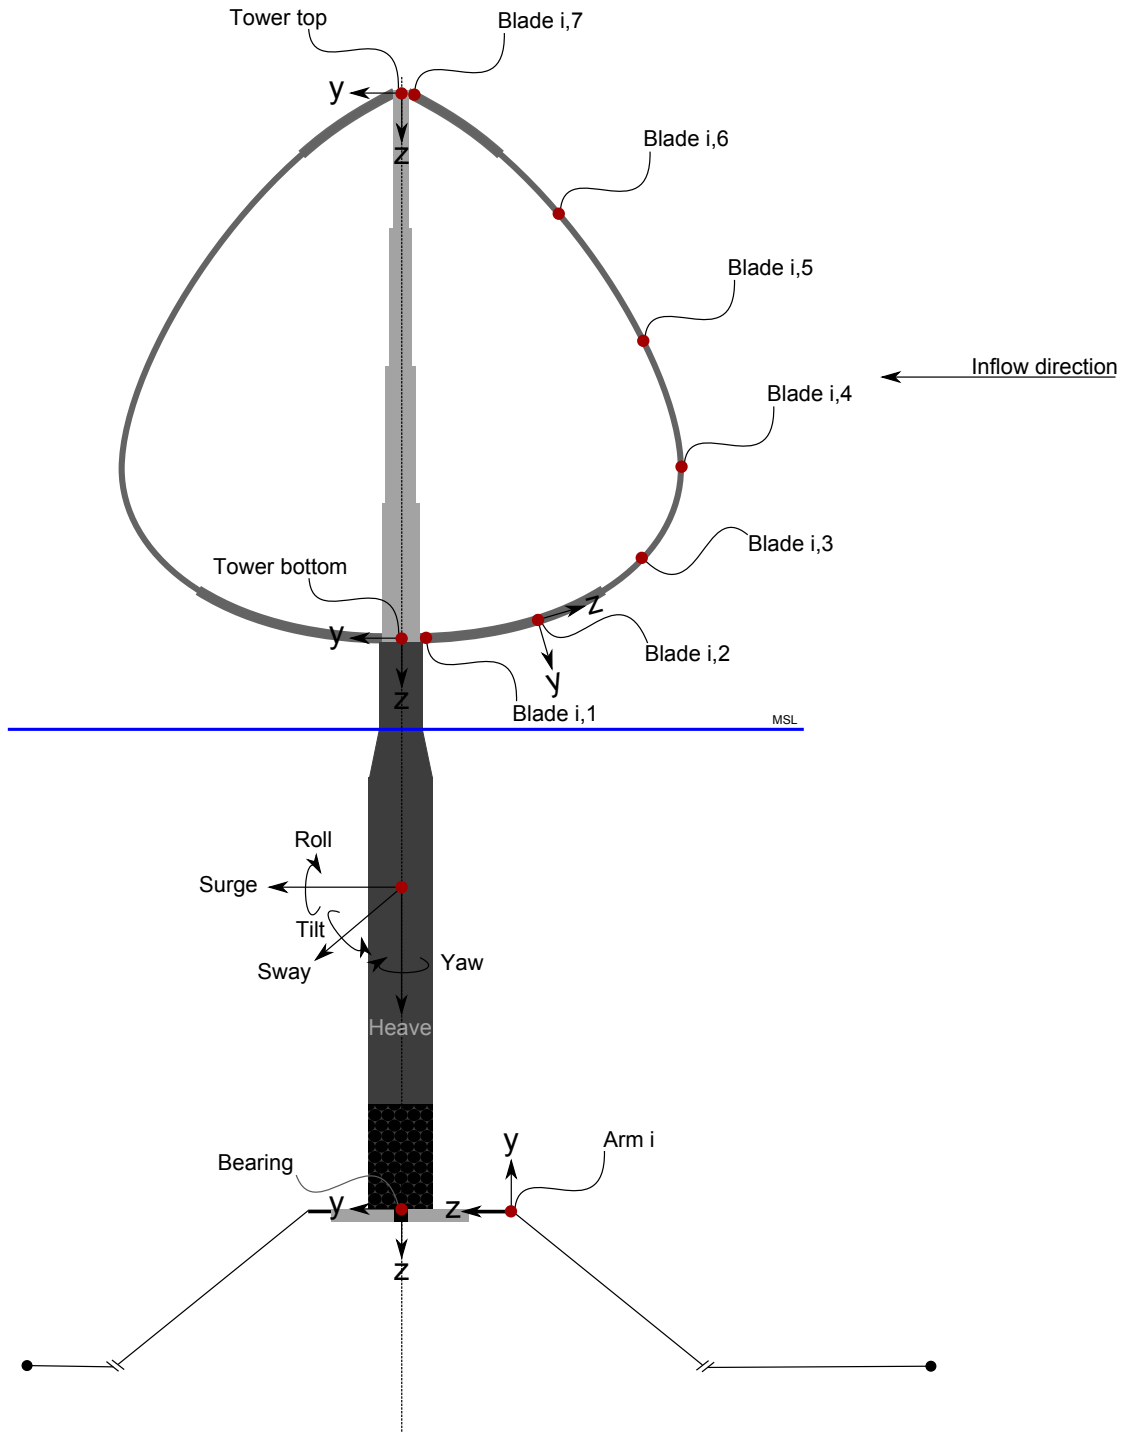 Tower top
Blade i,7
y
z
Blade i,6
Blade i,5
Inflow direction
Blade i,4
Blade i,3
Tower bottom
z
y
Blade i,2
y
z
Blade i,1
MSL
Roll
Surge
Tilt
Sway
Yaw
Heave
y
Arm i
Bearing
y
z
z